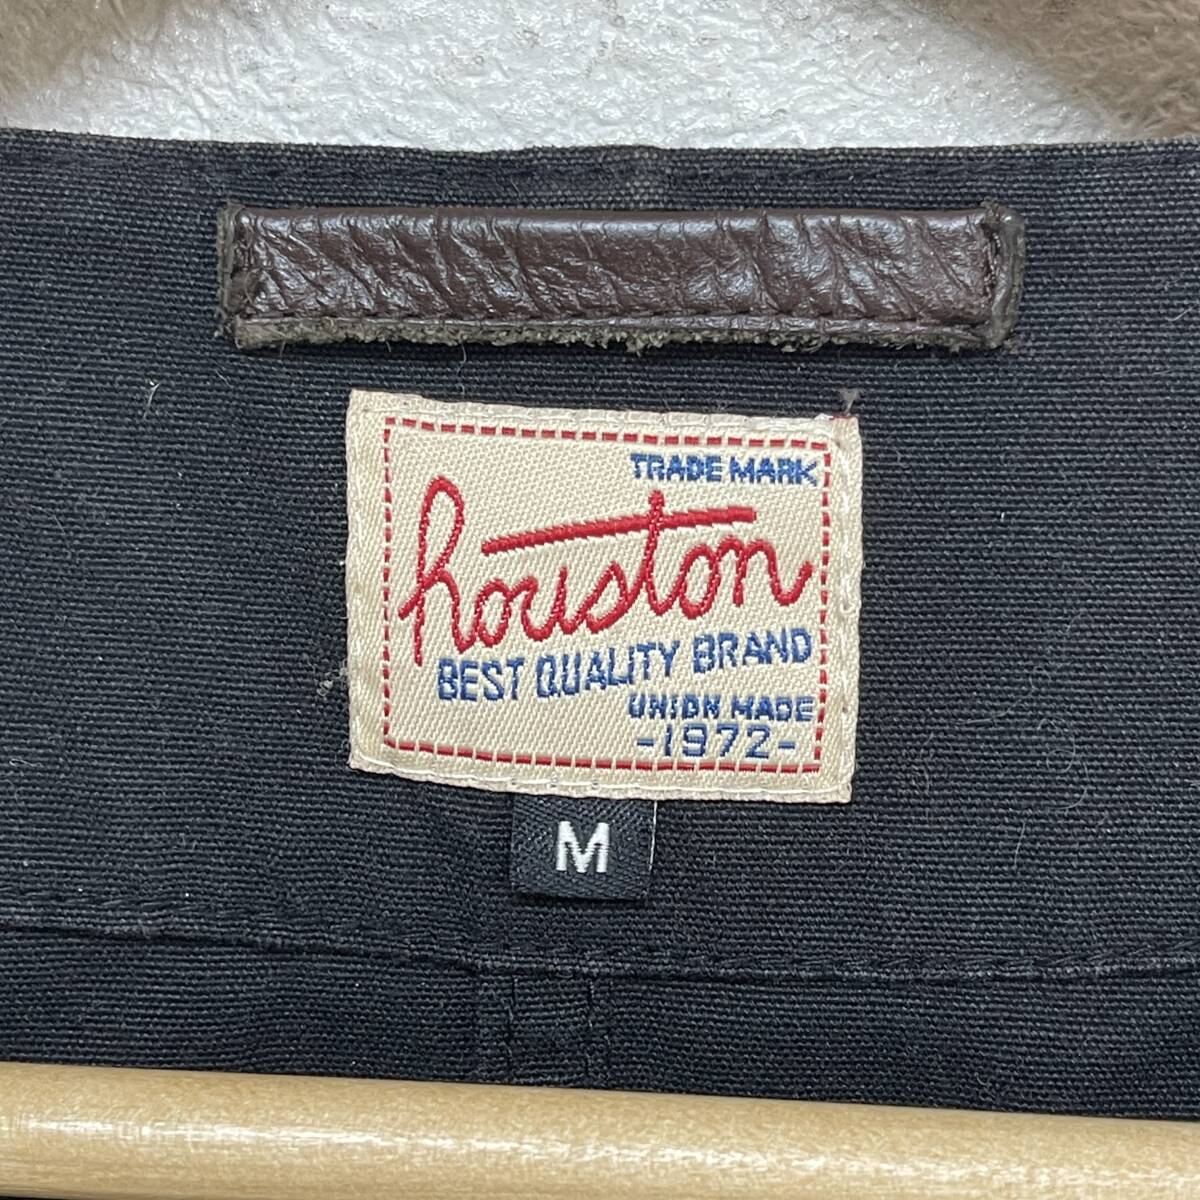 TRADE MARK
houston
BEST QUALITY BRAND
UNION MADE
-1972-
M